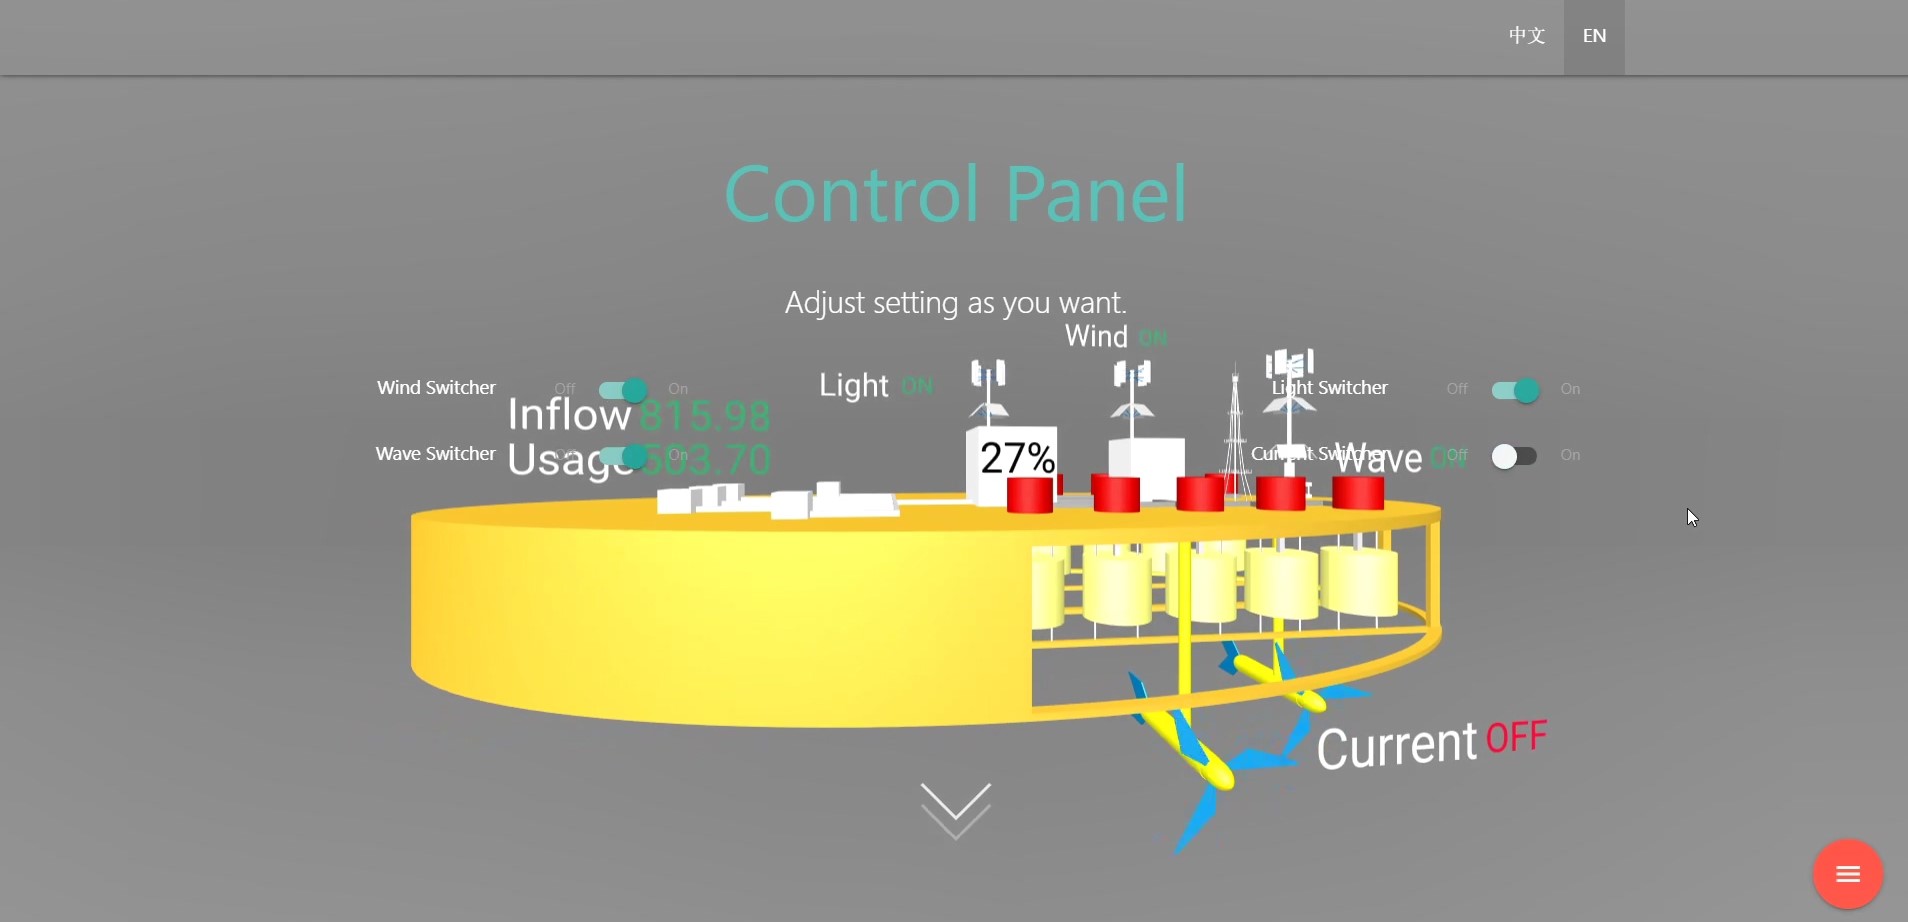 中文 EN
Control Panel
Adjust setting as you want.
Wind ON
Light ON
Wind Switcher Off On
Light Switcher Off On
Inflow 815.98
Wave Switcher Off On
Current Switcher Off On
Usage 503.70
27%
Wave ON
Current OFF